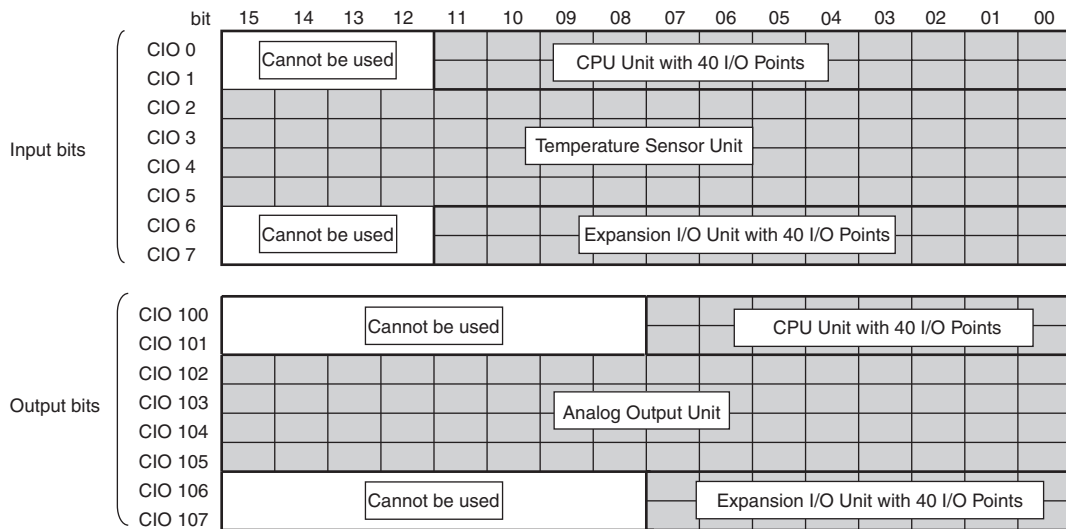 bit 15 14 13 12 11 10 09 08 07 06 05 04 03 02 01 00
Input bits
CIO 0
CIO 1
CIO 2
CIO 3
CIO 4
CIO 5
CIO 6
CIO 7
Cannot be used
CPU Unit with 40 I/O Points
Temperature Sensor Unit
Cannot be used
Expansion I/O Unit with 40 I/O Points
Output bits
CIO 100
CIO 101
CIO 102
CIO 103
CIO 104
CIO 105
CIO 106
CIO 107
Cannot be used
CPU Unit with 40 I/O Points
Analog Output Unit
Cannot be used
Expansion I/O Unit with 40 I/O Points